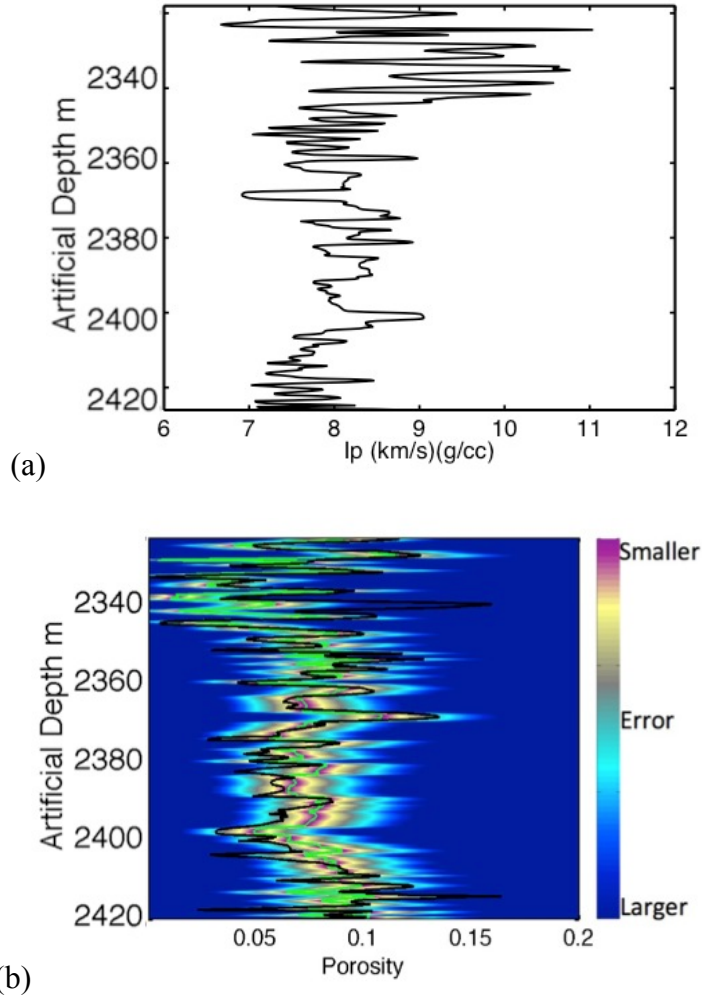 Artificial Depth m
2340
2360
2380
2400
2420
6 7 8 9 10 11 12
Ip (km/s)(g/cc)
(a)
Artificial Depth m
2340
2360
2380
2400
2420
0.05 0.1 0.15 0.2
Porosity
Smaller
Error
Larger
(b)